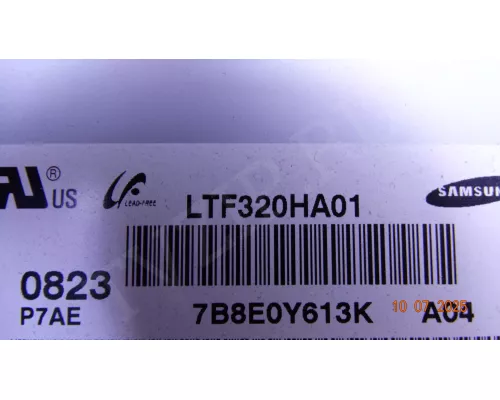 ® US
LEAD-FREE
LTF320HA01
SAMSUNG
0823
P7AE
7B8E0Y613K
A04
10 07 2025